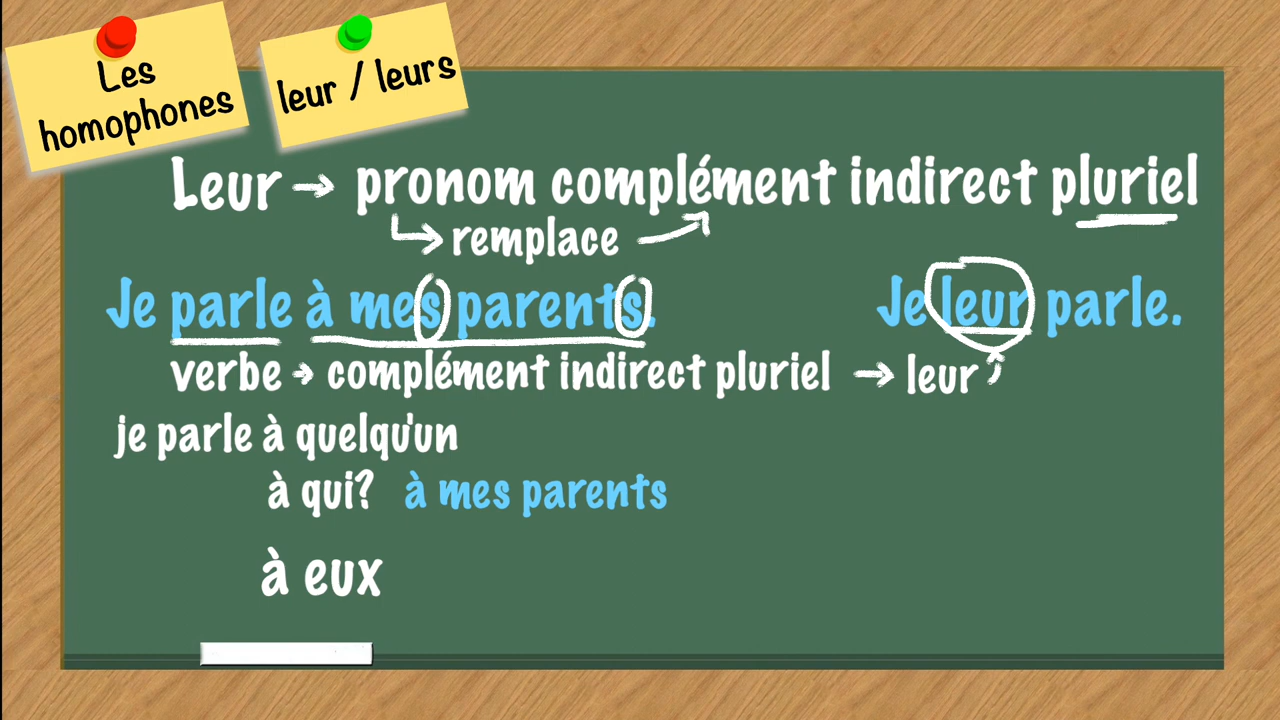 Les
homophones
leur / leurs
Leur → pronom complément indirect pluriel
remplace
Je parle à mes parents. Je leur parle.
verbe → complément indirect pluriel → leur
je parle à quelqu'un
à qui? à mes parents
à eux